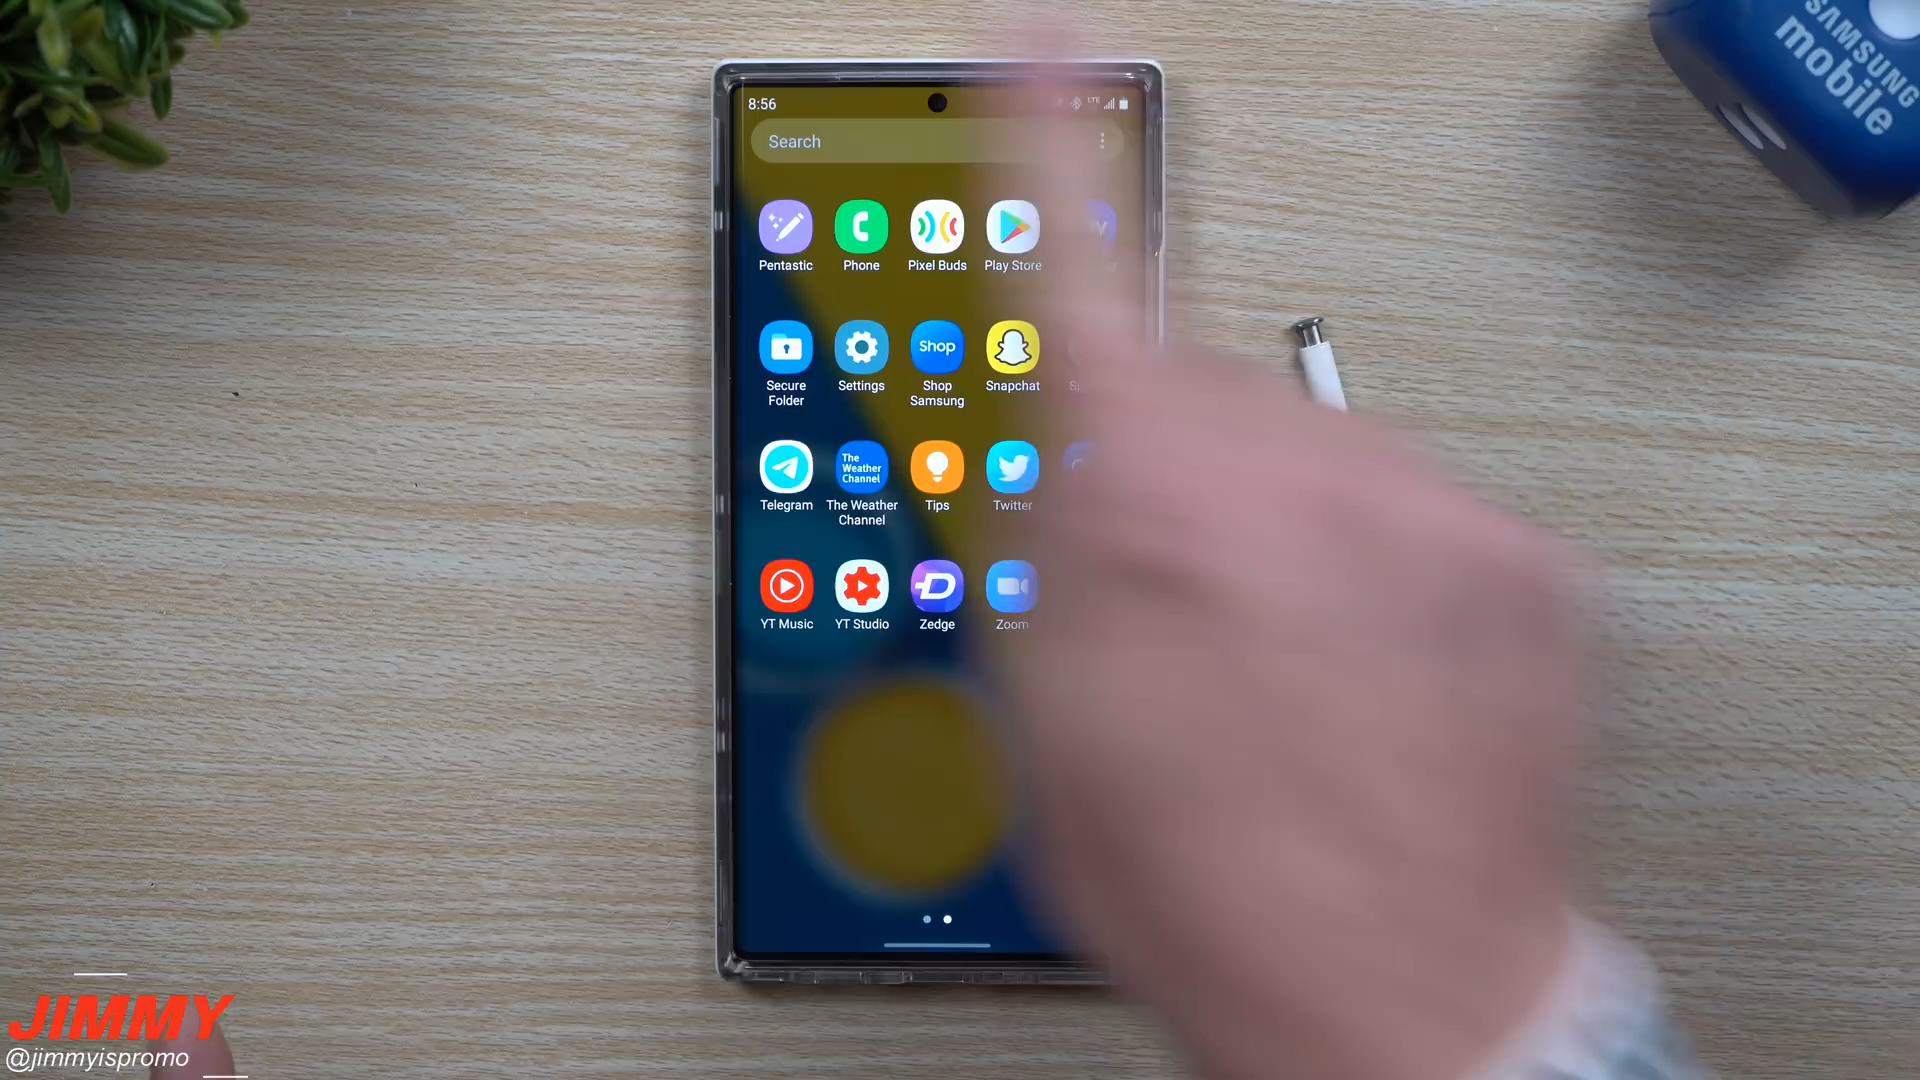 SAMSUNG
mobile
8:56
LTE
Search
Pentastic
Phone
Pixel Buds
Play Store
Secure
Folder
Settings
Shop
Shop
Samsung
Snapchat
The
Weather
Channel
Telegram
The Weather
Channel
Tips
Twitter
YT Music
YT Studio
Zedge
Zoom
JIMMY
@jimmyispromo